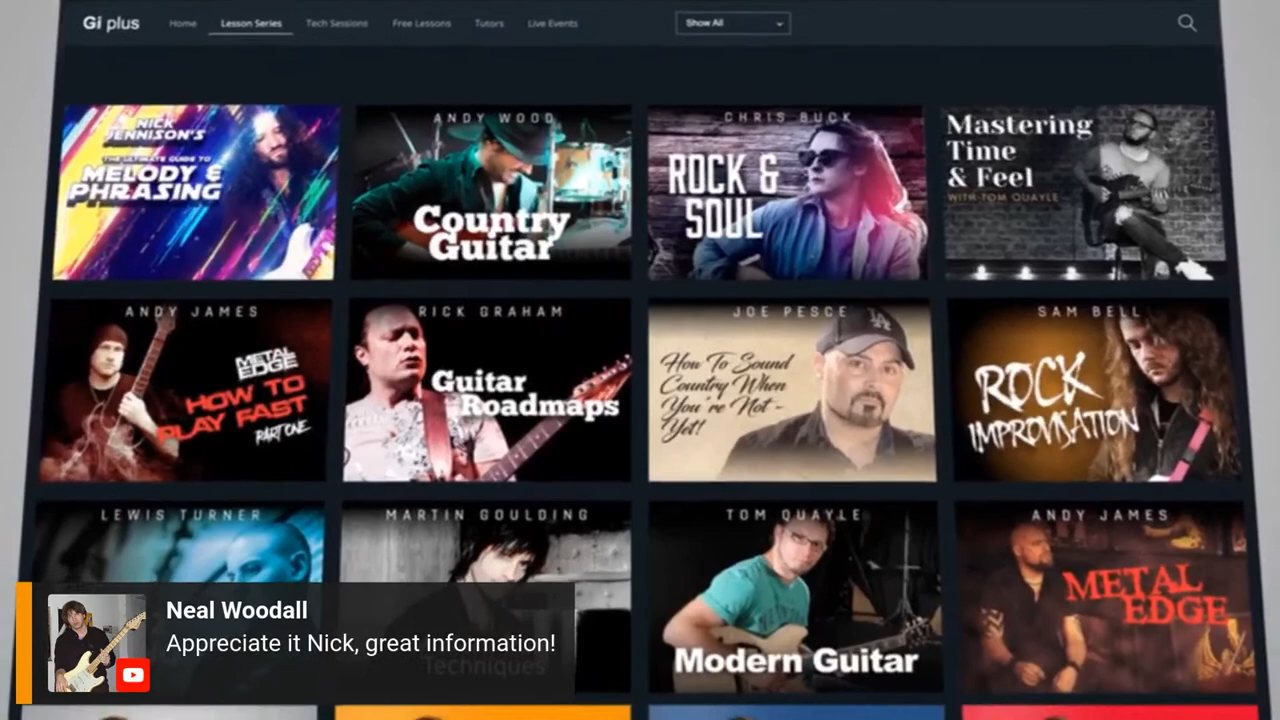 Gi plus Home Lesson Series Tech Sessions Free Lessons Tutors Live Events Show All
NICK
JENNISON'S
THE ULTIMATE GUIDE TO
MELODY &
PHRASING
ANDY WOOD
Country
Guitar
CHRIS BUCK
ROCK &
SOUL
Mastering
Time
& Feel
WITH TOM QUAYLE
ANDY JAMES
METAL
EDGE
HOW TO
PLAY FAST
PART ONE
RICK GRAHAM
Guitar
Roadmaps
JOE PESCE
How To Sound
Country When
You're Not -
Yet!
SAM BELL
ROCK
IMPROVISATION
LEWIS TURNER
MARTIN GOULDING
Techniques
TOM QUAYLE
Modern Guitar
ANDY JAMES
METAL
EDGE
Neal Woodall
Appreciate it Nick, great information!